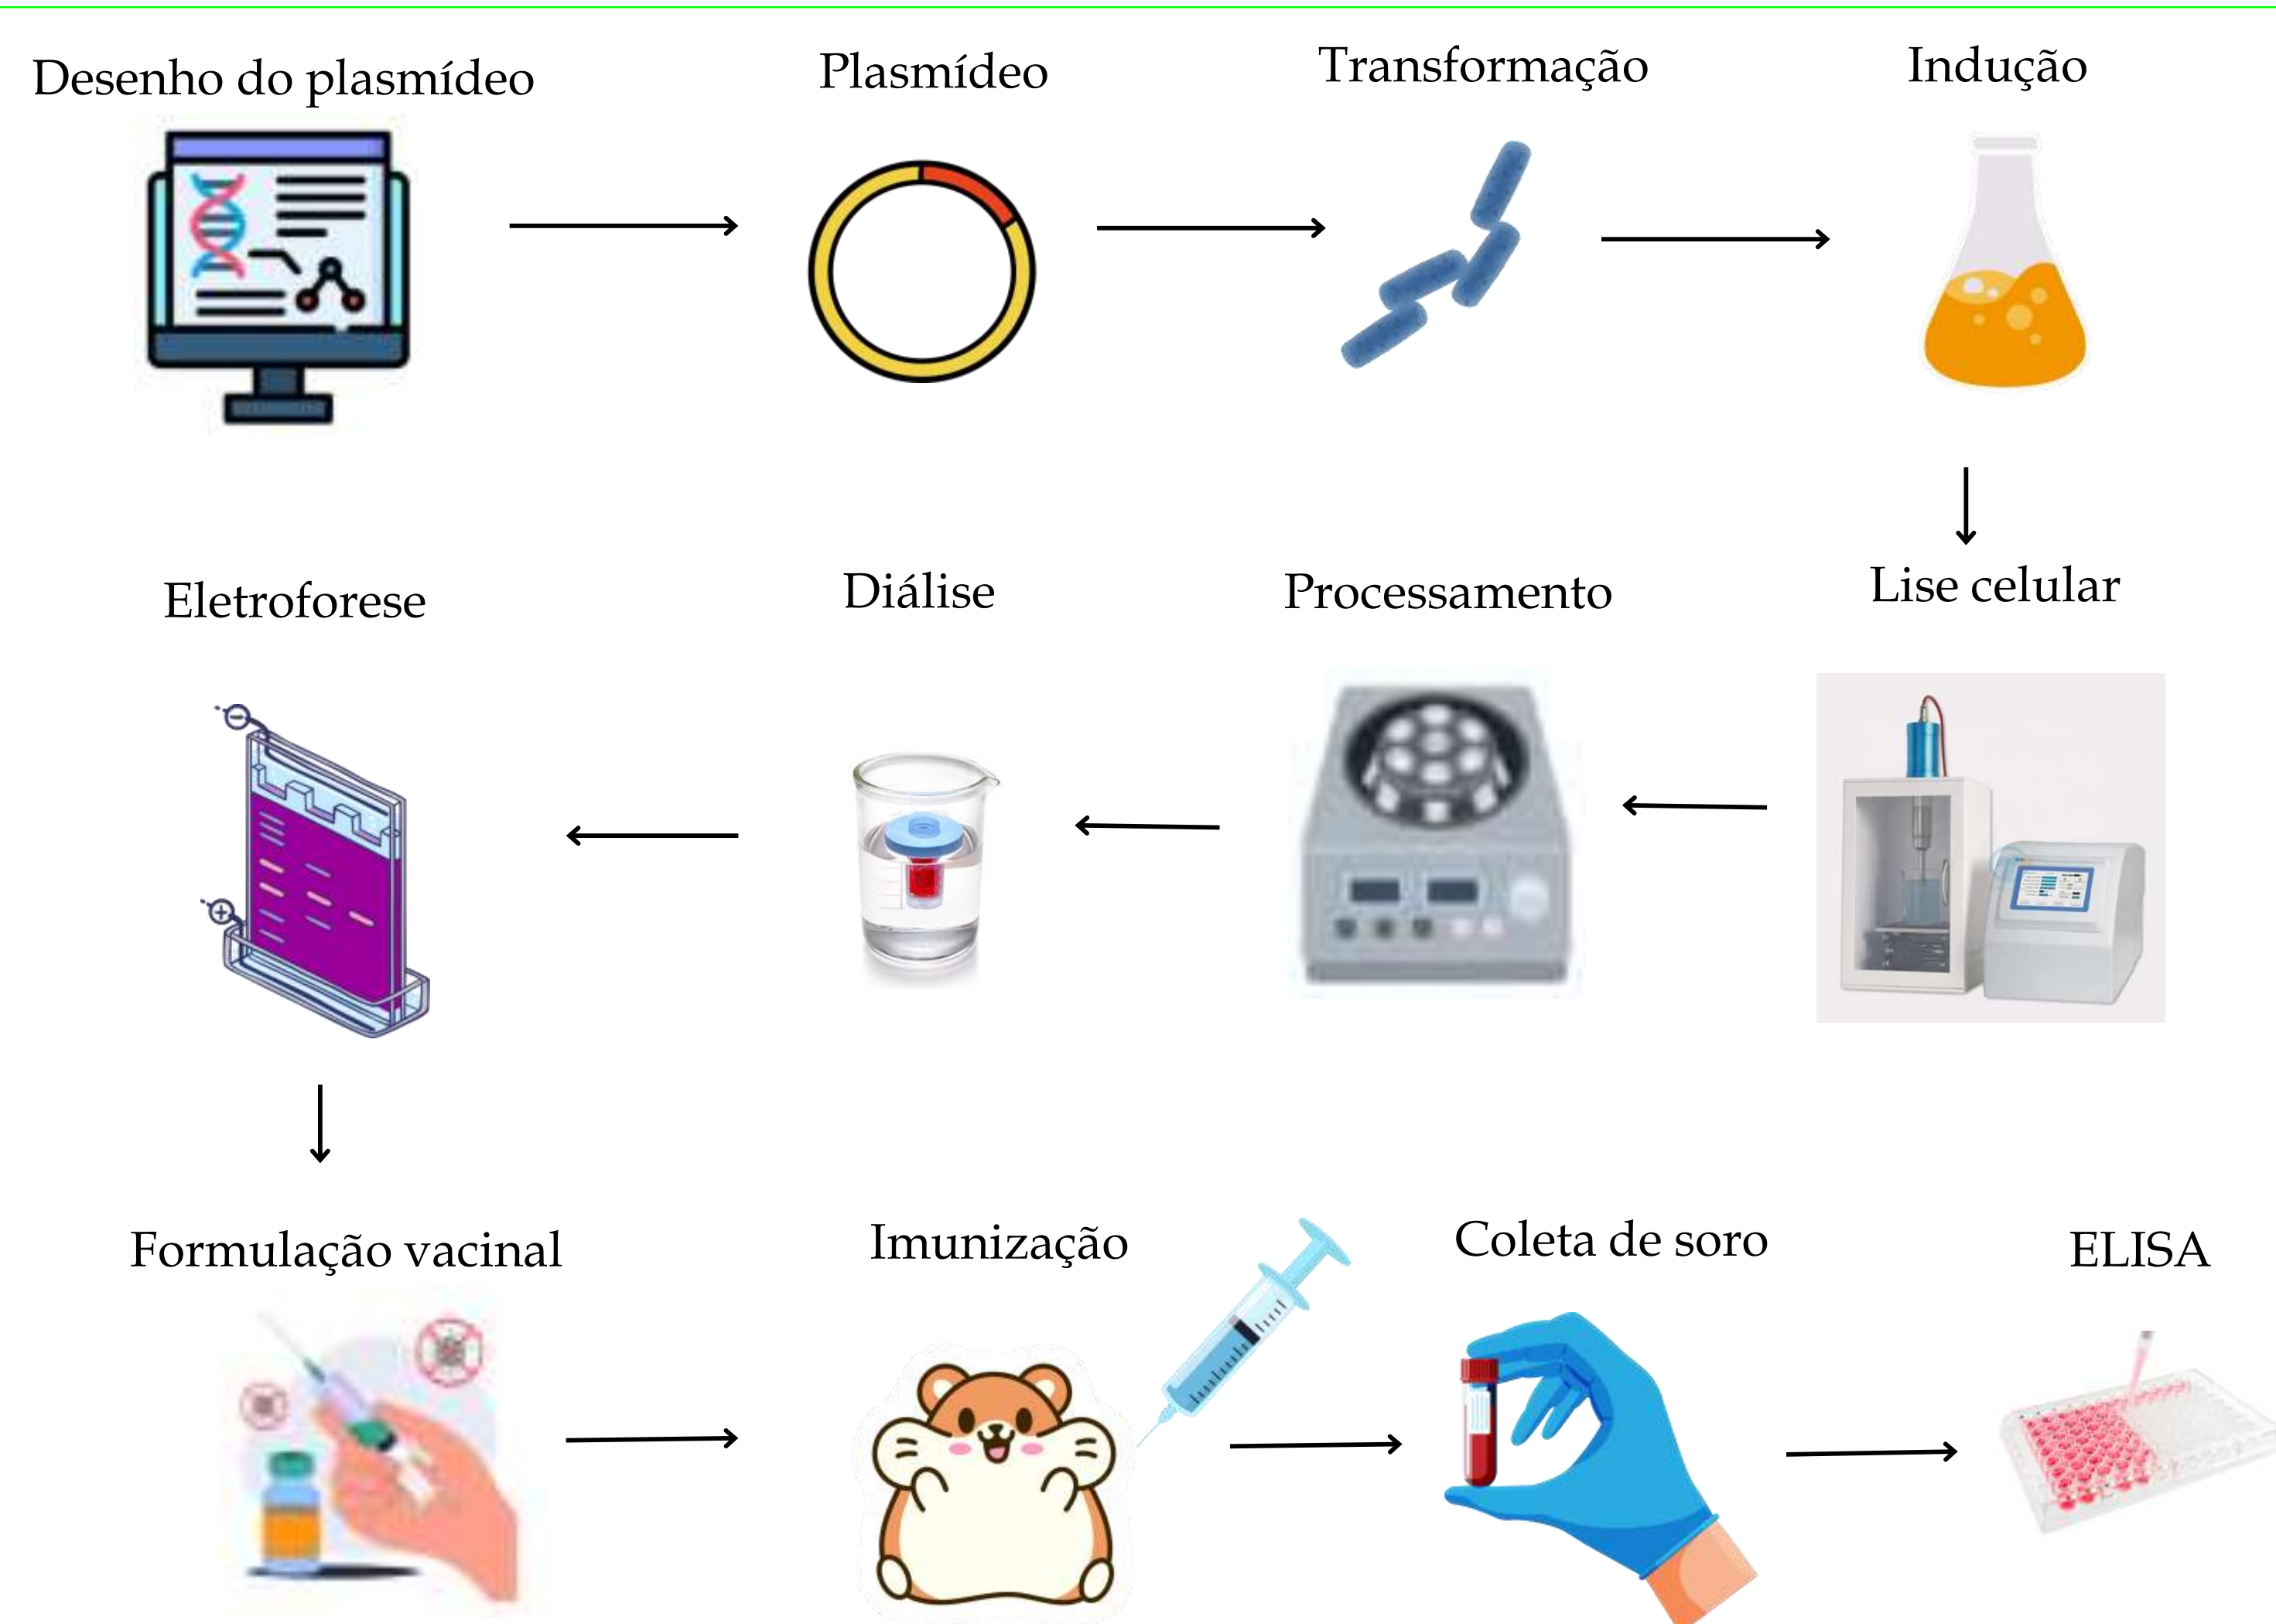 Desenho do plasmídeo
Plasmídeo
Transformação
Indução
Eletroforese
Diálise
Processamento
Lise celular
Formulação vacinal
Imunização
Coleta de soro
ELISA